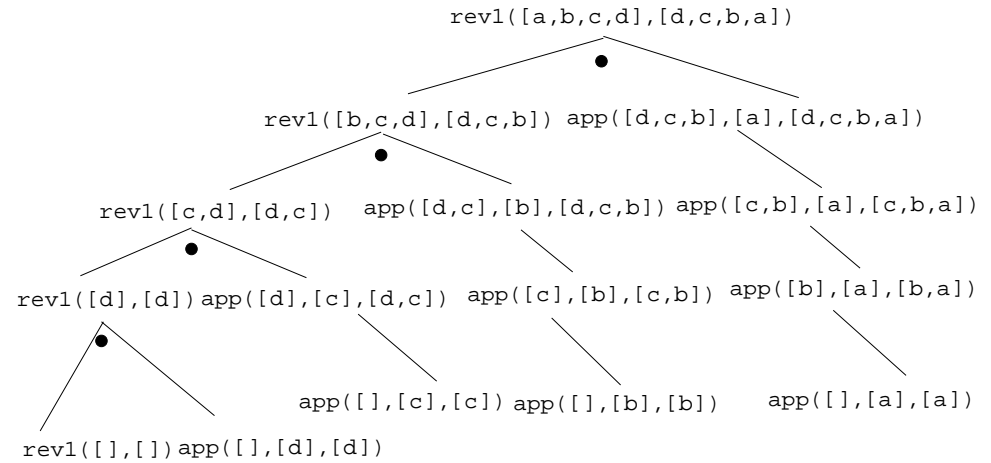 rev1([a,b,c,d],[d,c,b,a])
rev1([b,c,d],[d,c,b]) app([d,c,b],[a],[d,c,b,a])
rev1([c,d],[d,c]) app([d,c],[b],[d,c,b]) app([c,b],[a],[c,b,a])
rev1([d],[d]) app([d],[c],[d,c]) app([c],[b],[c,b]) app([b],[a],[b,a])
app([],[c],[c]) app([],[b],[b]) app([],[a],[a])
rev1([],[]) app([],[d],[d])